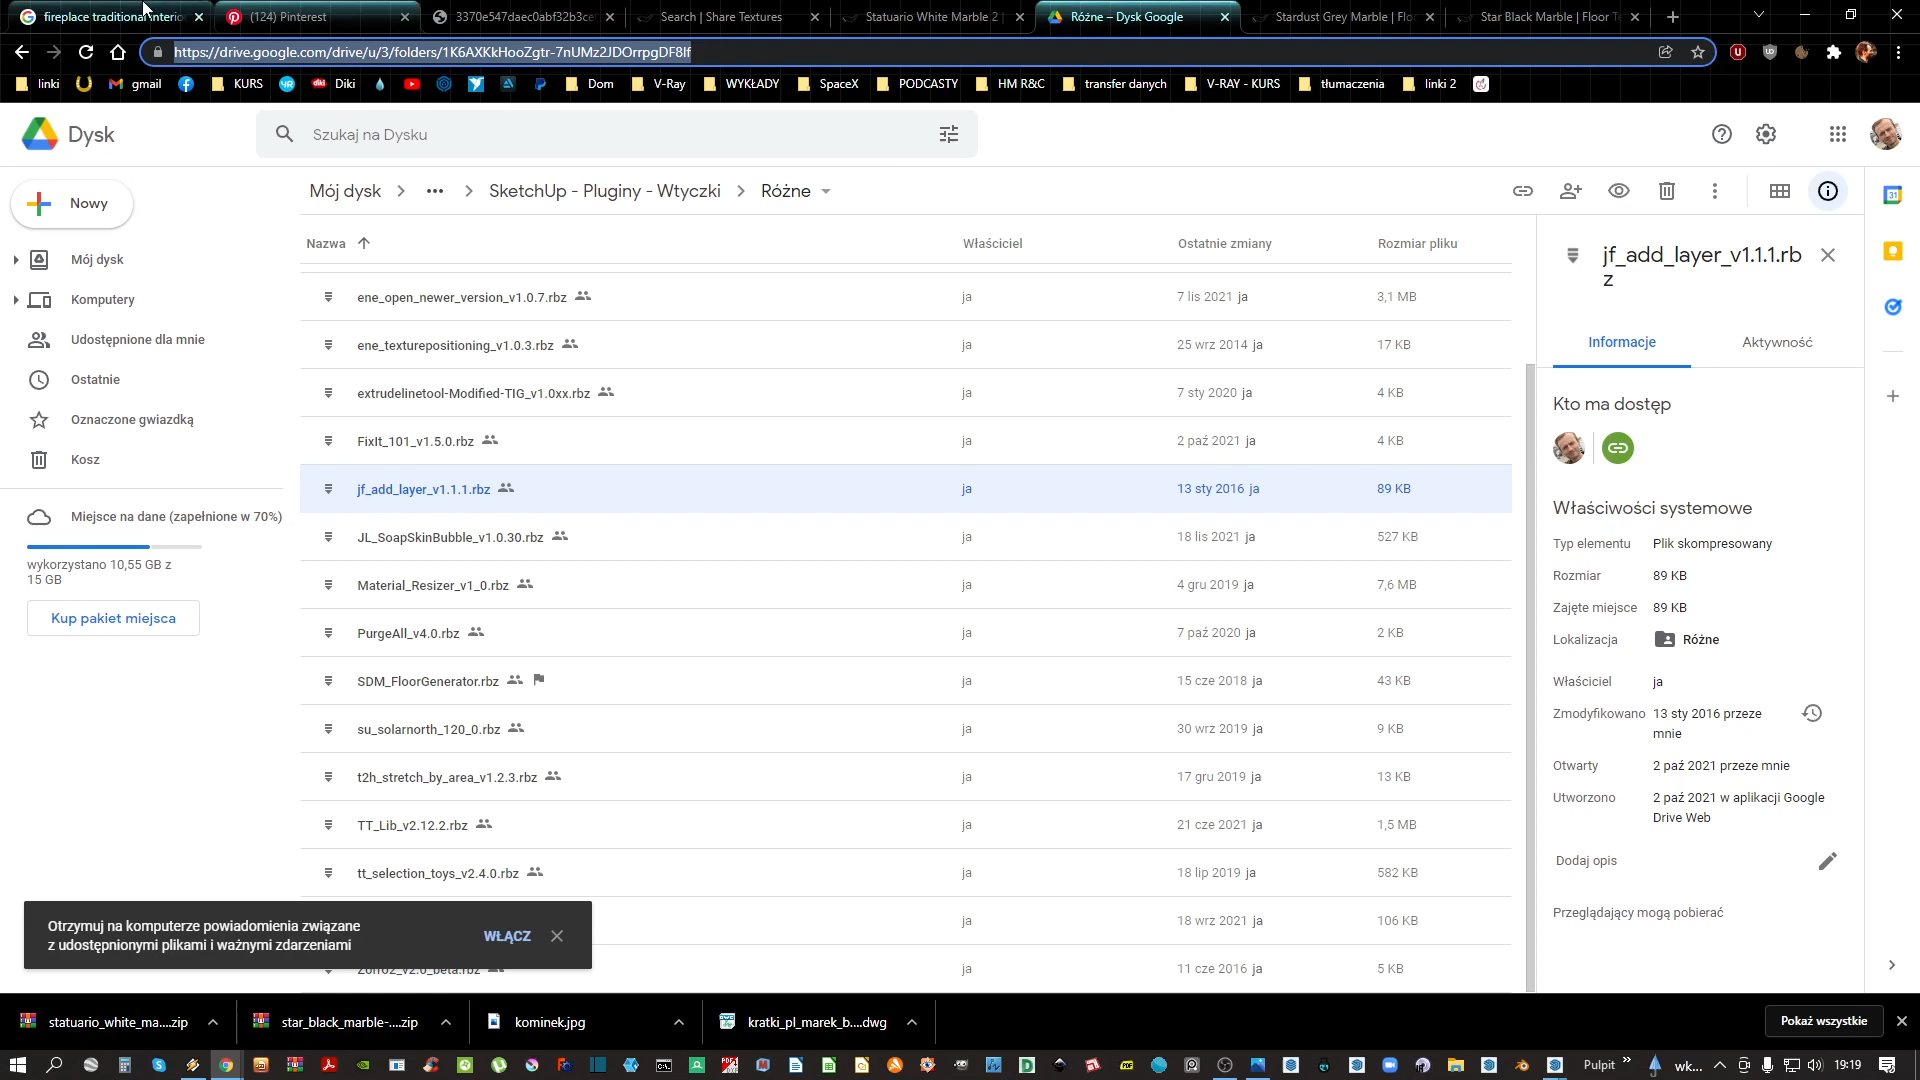 fireplace traditional interio
(124) Pinterest
3370e547daec0abf32b3ce
Search | Share Textures
Statuario White Marble 2 |
Różne – Dysk Google
Stardust Grey Marble | Flo
Star Black Marble | Floor T
https://drive.google.com/drive/u/3/folders/1K6AXKkHooZgtr-7nUMz2JDOrrpgDF8lf
linki
gmail
KURS
Diki
Dom
V-Ray
WYKŁADY
SpaceX
PODCASTY
HM R&C
transfer danych
V-RAY - KURS
tłumaczenia
linki 2
Dysk
Szukaj na Dysku
Nowy
Mój dysk
...
SketchUp - Pluginy - Wtyczki
Różne
Mój dysk
Komputery
Udostępnione dla mnie
Ostatnie
Oznaczone gwiazdką
Kosz
Miejsce na dane (zapełnione w 70%)
wykorzystano 10,55 GB z
15 GB
Kup pakiet miejsca
Nazwa Właściciel Ostatnie zmiany Rozmiar pliku
ene_open_newer_version_v1.0.7.rbz ja 7 lis 2021 ja 3,1 MB
ene_texturepositioning_v1.0.3.rbz ja 25 wrz 2014 ja 17 KB
extrudelinetool-Modified-TIG_v1.0xx.rbz ja 7 sty 2020 ja 4 KB
FixIt_101_v1.5.0.rbz ja 2 paź 2021 ja 4 KB
jf_add_layer_v1.1.1.rbz ja 13 sty 2016 ja 89 KB
JL_SoapSkinBubble_v1.0.30.rbz ja 18 lis 2021 ja 527 KB
Material_Resizer_v1_0.rbz ja 4 gru 2019 ja 7,6 MB
PurgeAll_v4.0.rbz ja 7 paź 2020 ja 2 KB
SDM_FloorGenerator.rbz ja 15 cze 2018 ja 43 KB
su_solarnorth_120_0.rbz ja 30 wrz 2019 ja 9 KB
t2h_stretch_by_area_v1.2.3.rbz ja 17 gru 2019 ja 13 KB
TT_Lib_v2.12.2.rbz ja 21 cze 2021 ja 1,5 MB
tt_selection_toys_v2.4.0.rbz ja 18 lip 2019 ja 582 KB
ja 18 wrz 2021 ja 106 KB
ja 11 cze 2016 ja 5 KB
Otrzymuj na komputerze powiadomienia związane
z udostępnionymi plikami i ważnymi zdarzeniami
WŁĄCZ
jf_add_layer_v1.1.1.rb
z
Informacje
Aktywność
Kto ma dostęp
Właściwości systemowe
Typ elementu Plik skompresowany
Rozmiar 89 KB
Zajęte miejsce 89 KB
Lokalizacja Różne
Właściciel ja
Zmodyfikowano 13 sty 2016 przeze
mnie
Otwarty 2 paź 2021 przeze mnie
Utworzono 2 paź 2021 w aplikacji Google
Drive Web
Dodaj opis
Przeglądający mogą pobierać
31
statuario_white_ma....zip
star_black_marble-....zip
kominek.jpg
kratki_pl_marek_b....dwg
Pokaż wszystkie
Pulpit
wk...
19:19